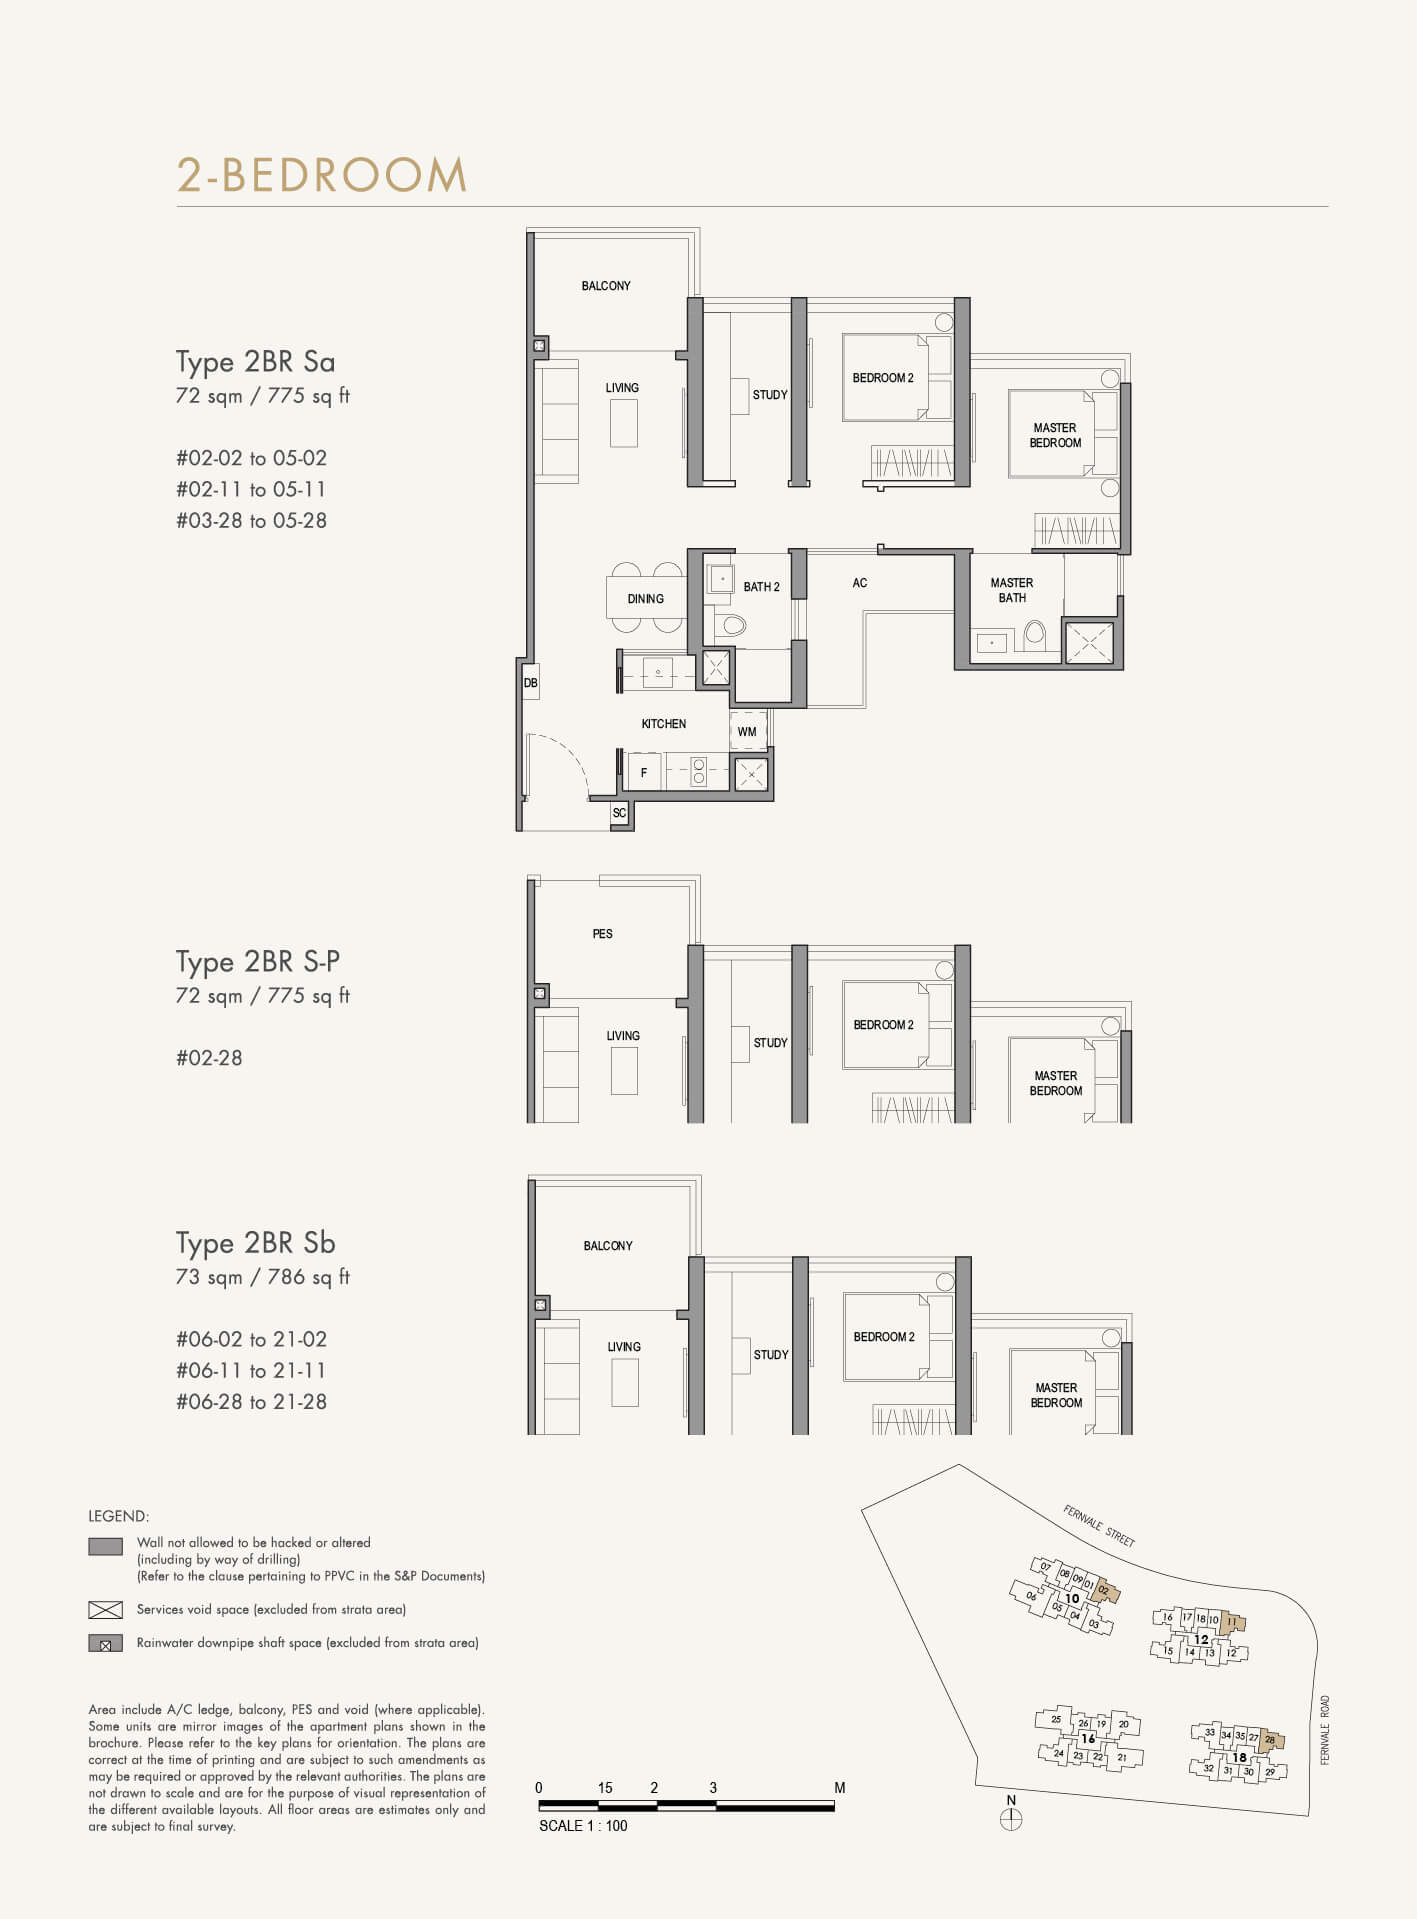 2-BEDROOM
Type 2BR Sa
72 sqm / 775 sq ft
#02-02 to 05-02
#02-11 to 05-11
#03-28 to 05-28
BALCONY
LIVING
STUDY
BEDROOM 2
MASTER
BEDROOM
DINING
BATH 2
AC
MASTER
BATH
DB
KITCHEN
WM
F
SC
Type 2BR S-P
72 sqm / 775 sq ft
#02-28
PES
LIVING
STUDY
BEDROOM 2
MASTER
BEDROOM
Type 2BR Sb
73 sqm / 786 sq ft
#06-02 to 21-02
#06-11 to 21-11
#06-28 to 21-28
BALCONY
LIVING
STUDY
BEDROOM 2
MASTER
BEDROOM
LEGEND:
Wall not allowed to be hacked or altered
(including by way of drilling)
(Refer to the clause pertaining to PPVC in the S&P Documents)
Services void space (excluded from strata area)
Rainwater downpipe shaft space (excluded from strata area)
Area include A/C ledge, balcony, PES and void (where applicable).
Some units are mirror images of the apartment plans shown in the
brochure. Please refer to the key plans for orientation. The plans are
correct at the time of printing and are subject to such amendments as
may be required or approved by the relevant authorities. The plans are
not drawn to scale and are for the purpose of visual representation of
the different available layouts. All floor areas are estimates only and
are subject to final survey.
0 15 2 3 M
SCALE 1 : 100
FERNVALE STREET
07 08 09 01 02
10
06 05 04 03
16 17 18 10 11
12
15 14 13 12
25 26 19 20
16
24 23 22 21
33 34 35 27 28
18
32 31 30 29
FERNVALE ROAD
N